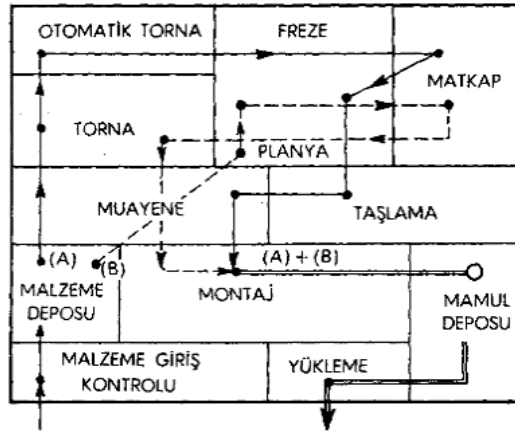 OTOMATİK TORNA
FREZE
MATKAP
TORNA
PLANYA
MUAYENE
TAŞLAMA
(A)
(B)
(A) + (B)
MALZEME
DEPOSU
MONTAJ
MAMUL
DEPOSU
MALZEME GİRİŞ
KONTROLU
YÜKLEME